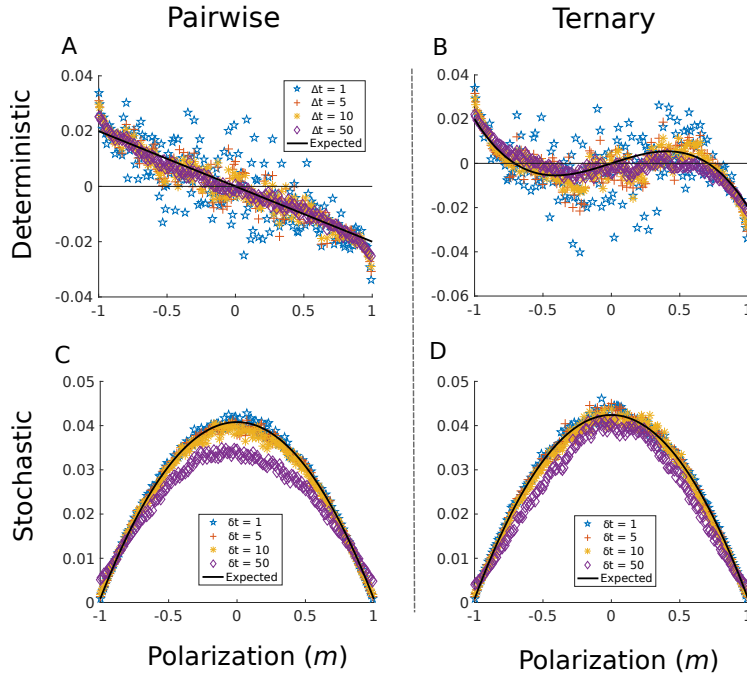 Pairwise
Ternary
A
B
Deterministic
0.04
0.02
0
-0.02
-0.04
-1
-0.5
0
0.5
1
Δt = 1
Δt = 5
Δt = 10
Δt = 50
Expected
0.04
0.02
0
-0.02
-0.04
-0.06
-1
-0.5
0
0.5
1
C
D
Stochastic
0.05
0.04
0.03
0.02
0.01
0
-1
-0.5
0
0.5
1
δt = 1
δt = 5
δt = 10
δt = 50
Expected
0.05
0.04
0.03
0.02
0.01
0
-1
-0.5
0
0.5
1
δt = 1
δt = 5
δt = 10
δt = 50
Expected
Polarization (m)
Polarization (m)